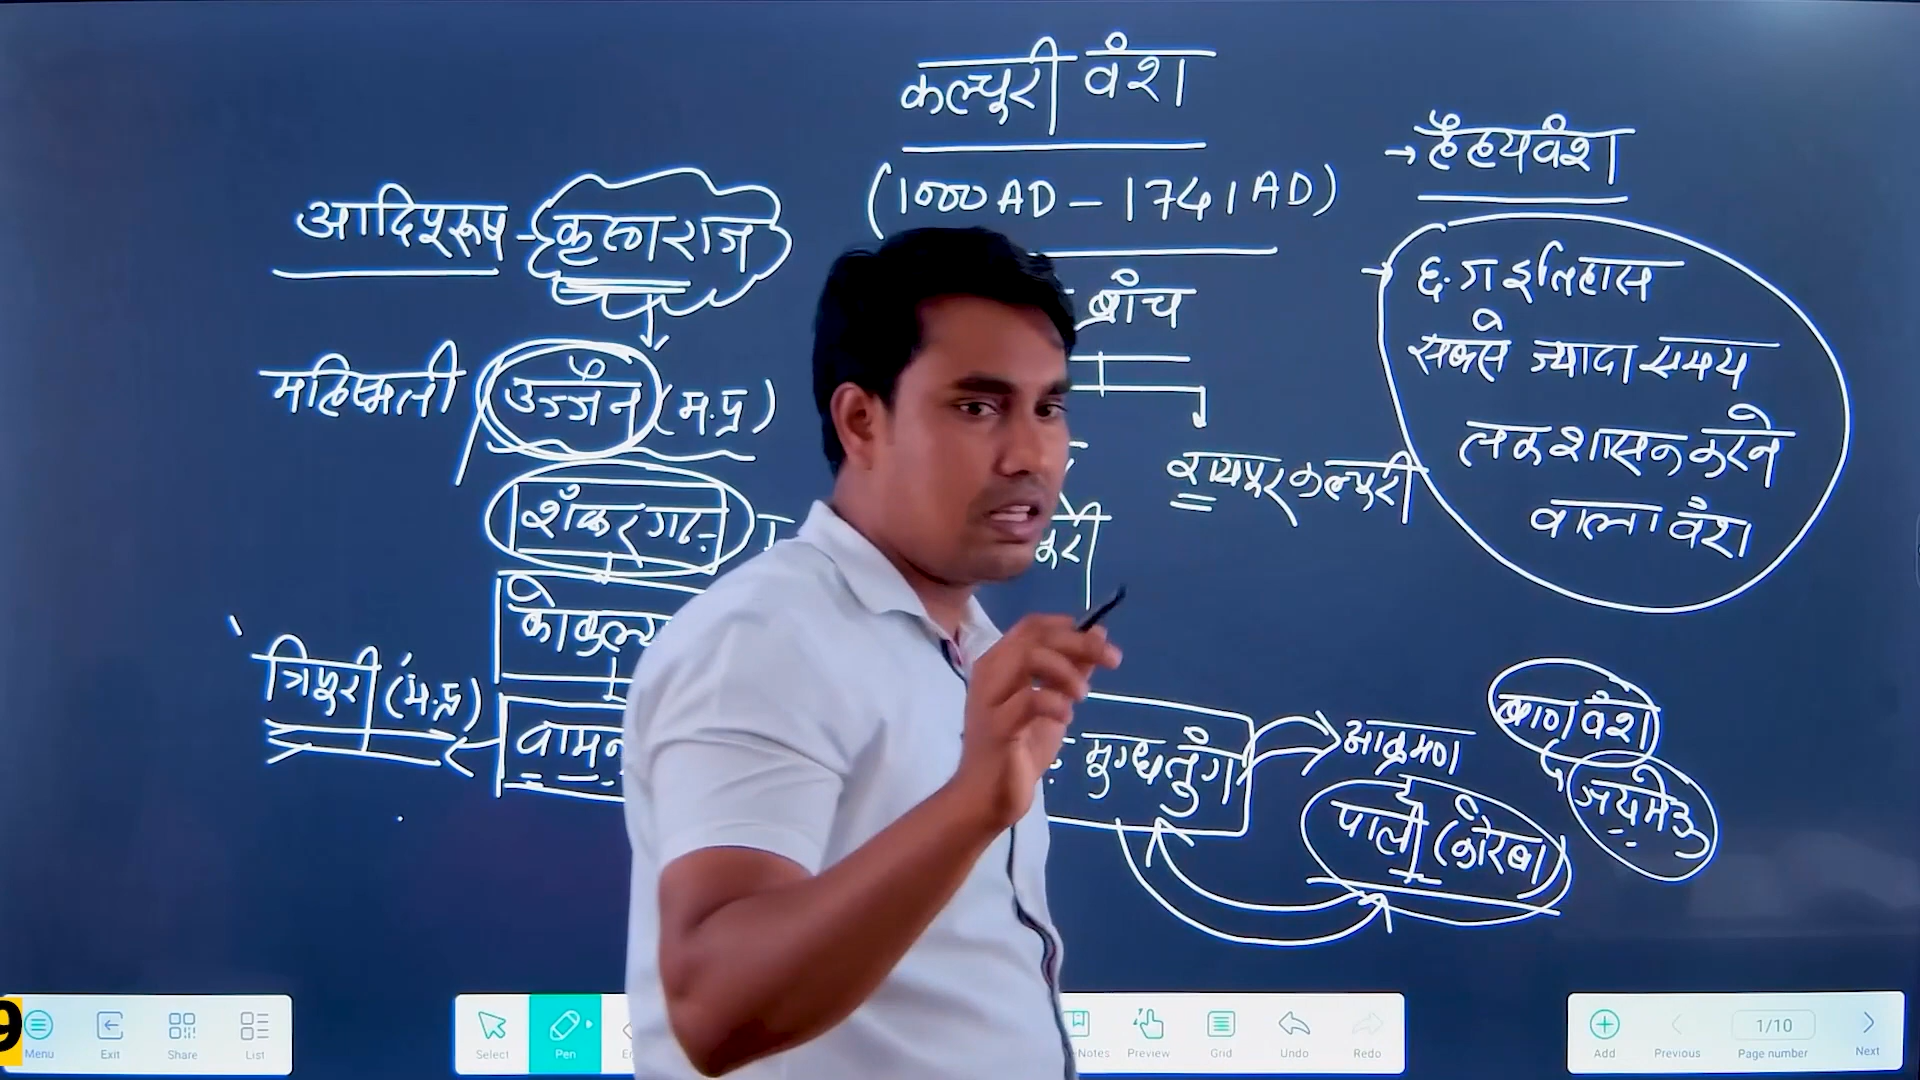 कल्चुरी वंश
(1000 AD – 1741 AD)
→ हैहयवंश
आदिपुरूष - कृष्णराज
ब्रांच
छ.ग इतिहास
सबसे ज्यादा समय
तक शासन करने
वाला वंश
महिष्मती उज्जैन (म.प्र)
रायपुर कल्चुरी
शंकरगढ़
त्रिपुरी (म.प्र)
मुग्धतुंग
आक्रमण
पाली (कोरबा)
बाण वंश
जयमेऊ
9
Menu Exit Share List
Select Pen
Notes Preview Grid Undo Redo
Add Previous 1/10 Page number Next